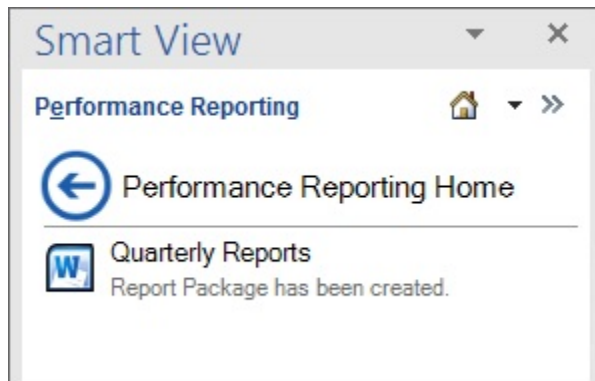 Smart View
Performance Reporting
Performance Reporting Home
W
Quarterly Reports
Report Package has been created.